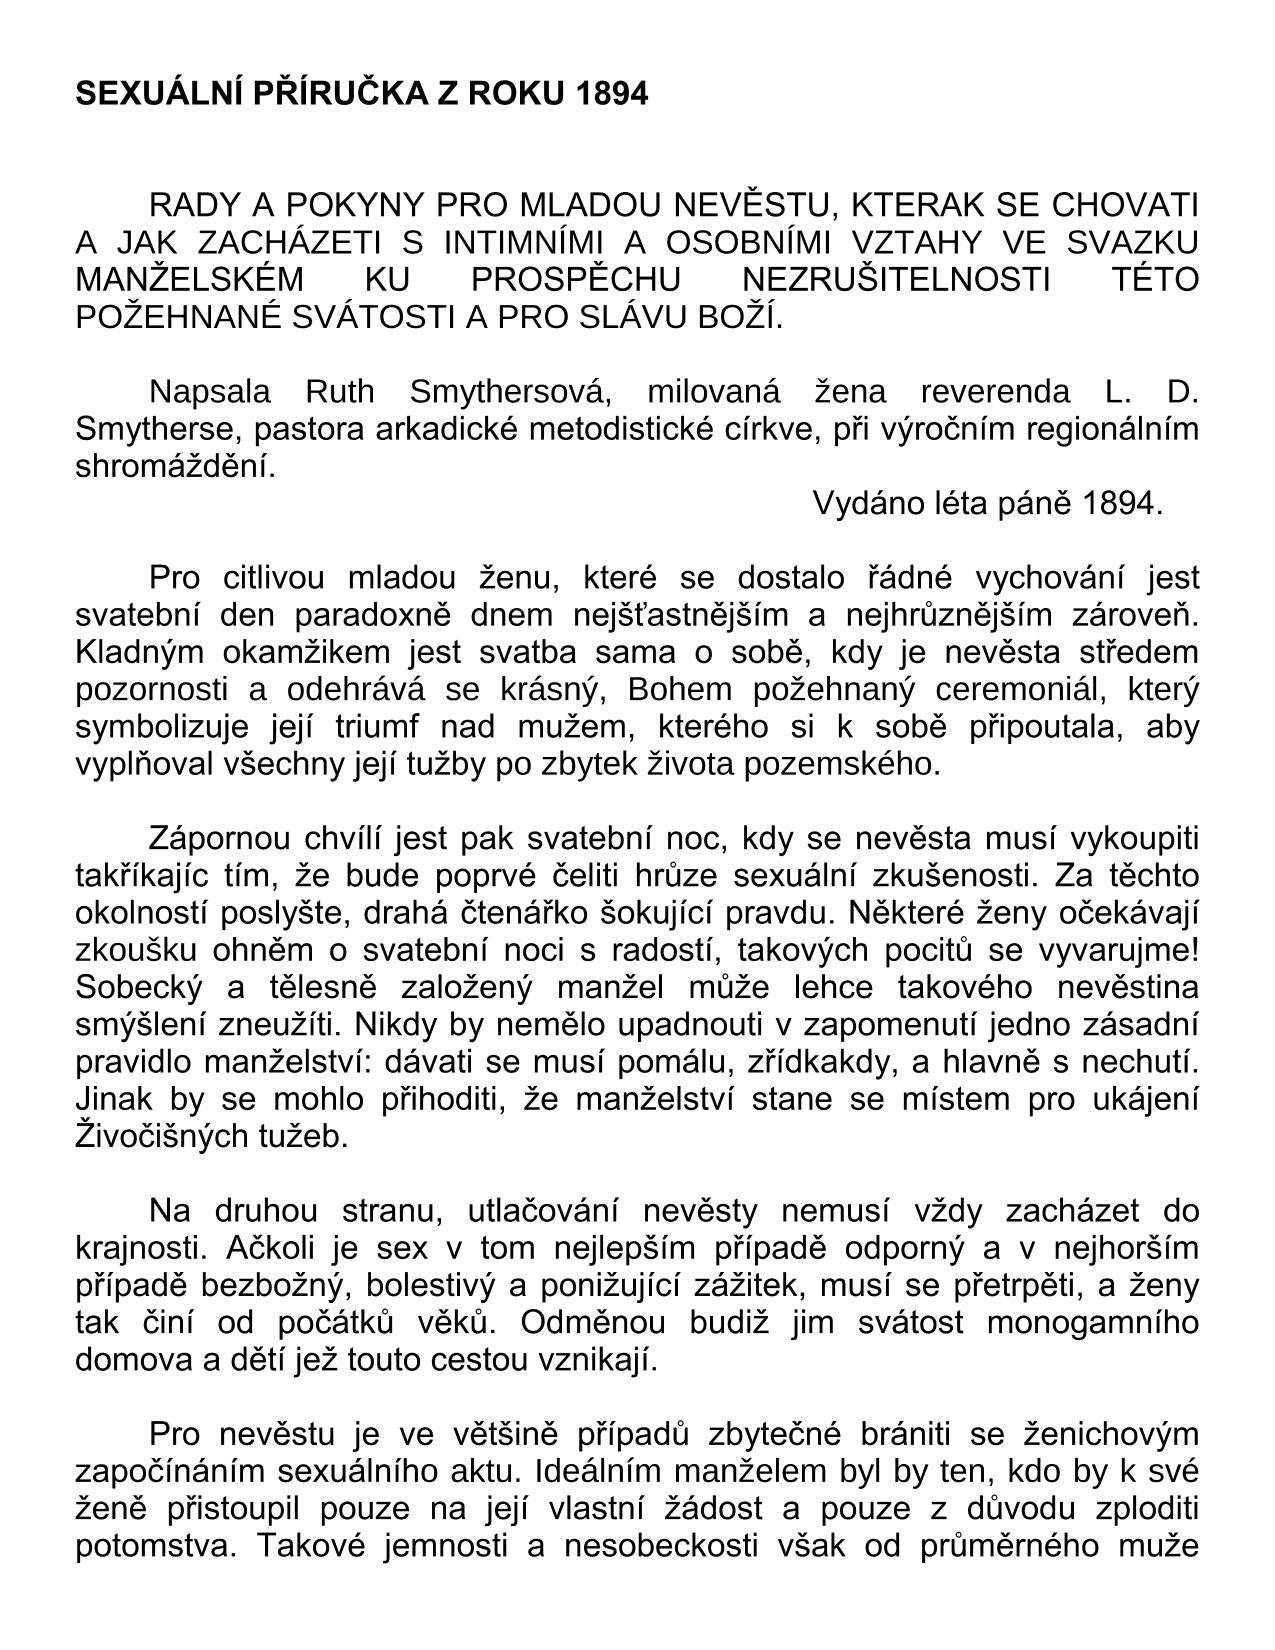 SEXUÁLNÍ PŘÍRUČKA Z ROKU 1894
RADY A POKYNY PRO MLADOU NEVĚSTU, KTERAK SE CHOVATI
A JAK ZACHÁZETI S INTIMNÍMI A OSOBNÍMI VZTAHY VE SVAZKU
MANŽELSKÉM KU PROSPĚCHU NEZRUŠITELNOSTI TÉTO
POŽEHNANÉ SVÁTOSTI A PRO SLÁVU BOŽÍ.
Napsala Ruth Smythersová, milovaná žena reverenda L. D.
Smytherse, pastora arkadické metodistické církve, při výročním regionálním
shromáždění.
Vydáno léta páně 1894.
Pro citlivou mladou ženu, které se dostalo řádné vychování jest
svatební den paradoxně dnem nejšťastnějším a nejhrůznějším zároveň.
Kladným okamžikem jest svatba sama o sobě, kdy je nevěsta středem
pozornosti a odehrává se krásný, Bohem požehnaný ceremoniál, který
symbolizuje její triumf nad mužem, kterého si k sobě připoutala, aby
vyplňoval všechny její tužby po zbytek života pozemského.
Zápornou chvílí jest pak svatební noc, kdy se nevěsta musí vykoupiti
takříkajíc tím, že bude poprvé čeliti hrůze sexuální zkušenosti. Za těchto
okolností poslyšte, drahá čtenářko šokující pravdu. Některé ženy očekávají
zkoušku ohněm o svatební noci s radostí, takových pocitů se vyvarujme!
Sobecký a tělesně založený manžel může lehce takového nevěstina
smýšlení zneužíti. Nikdy by nemělo upadnouti v zapomenutí jedno zásadní
pravidlo manželství: dávati se musí pomálu, zřídkakdy, a hlavně s nechutí.
Jinak by se mohlo přihoditi, že manželství stane se místem pro ukájení
Živočišných tužeb.
Na druhou stranu, utlačování nevěsty nemusí vždy zacházet do
krajnosti. Ačkoli je sex v tom nejlepším případě odporný a v nejhorším
případě bezbožný, bolestivý a ponižující zážitek, musí se přetrpěti, a ženy
tak činí od počátků věků. Odměnou budiž jim svátost monogamního
domova a dětí jež touto cestou vznikají.
Pro nevěstu je ve většině případů zbytečné brániti se ženichovým
započínáním sexuálního aktu. Ideálním manželem byl by ten, kdo by k své
ženě přistoupil pouze na její vlastní žádost a pouze z důvodu zploditi
potomstva. Takové jemnosti a nesobeckosti však od průměrného muže